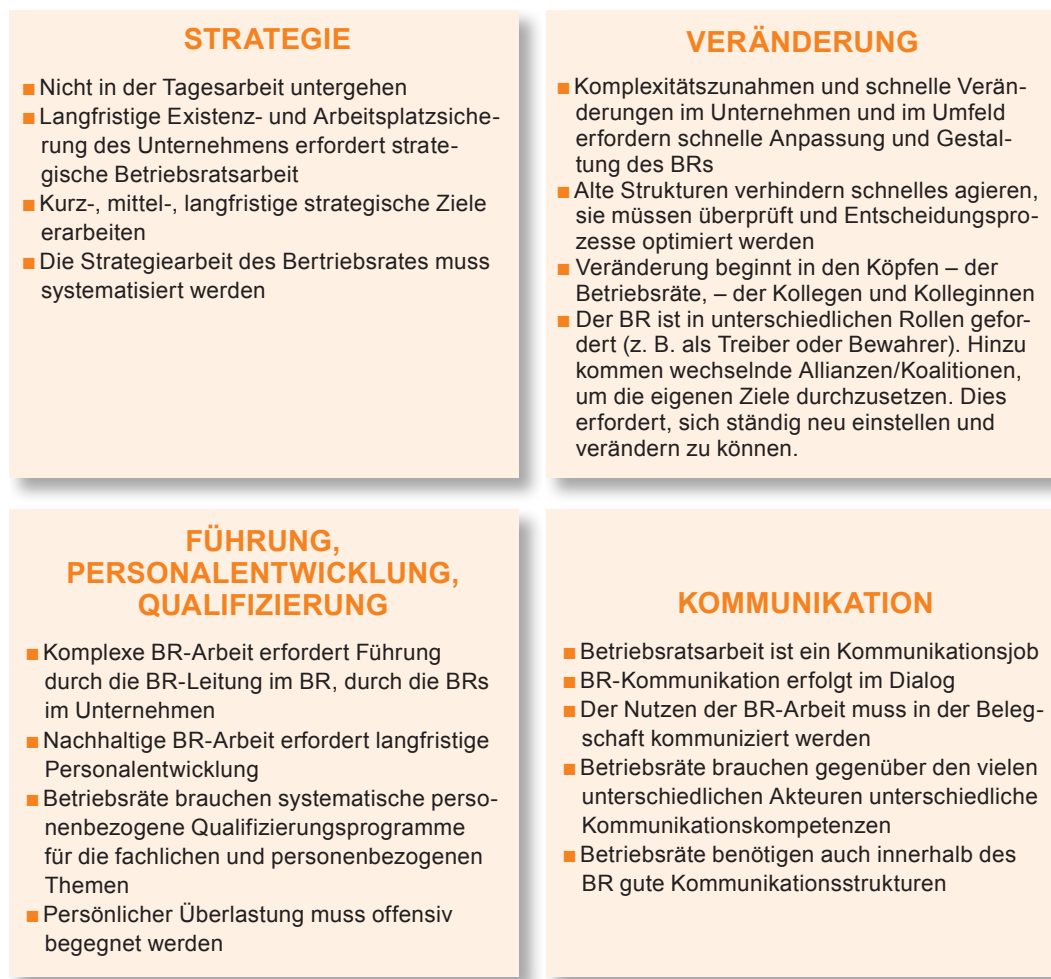 STRATEGIE
■ Nicht in der Tagesarbeit untergehen
■ Langfristige Existenz- und Arbeitsplatzsiche-
rung des Unternehmens erfordert strate-
gische Betriebsratsarbeit
■ Kurz-, mittel-, langfristige strategische Ziele
erarbeiten
■ Die Strategiearbeit des Bertriebsrates muss
systematisiert werden
VERÄNDERUNG
■ Komplexitätszunahmen und schnelle Verän-
derungen im Unternehmen und im Umfeld
erfordern schnelle Anpassung und Gestal-
tung des BRs
■ Alte Strukturen verhindern schnelles agieren,
sie müssen überprüft und Entscheidungspro-
zesse optimiert werden
■ Veränderung beginnt in den Köpfen – der
Betriebsräte, – der Kollegen und Kolleginnen
■ Der BR ist in unterschiedlichen Rollen gefor-
dert (z. B. als Treiber oder Bewahrer). Hinzu
kommen wechselnde Allianzen/Koalitionen,
um die eigenen Ziele durchzusetzen. Dies
erfordert, sich ständig neu einstellen und
verändern zu können.
FÜHRUNG,
PERSONALENTWICKLUNG,
QUALIFIZIERUNG
■ Komplexe BR-Arbeit erfordert Führung
durch die BR-Leitung im BR, durch die BRs
im Unternehmen
■ Nachhaltige BR-Arbeit erfordert langfristige
Personalentwicklung
■ Betriebsräte brauchen systematische perso-
nenbezogene Qualifizierungsprogramme
für die fachlichen und personenbezogenen
Themen
■ Persönlicher Überlastung muss offensiv
begegnet werden
KOMMUNIKATION
■ Betriebsratsarbeit ist ein Kommunikationsjob
■ BR-Kommunikation erfolgt im Dialog
■ Der Nutzen der BR-Arbeit muss in der Beleg-
schaft kommuniziert werden
■ Betriebsräte brauchen gegenüber den vielen
unterschiedlichen Akteuren unterschiedliche
Kommunikationskompetenzen
■ Betriebsräte benötigen auch innerhalb des
BR gute Kommunikationsstrukturen